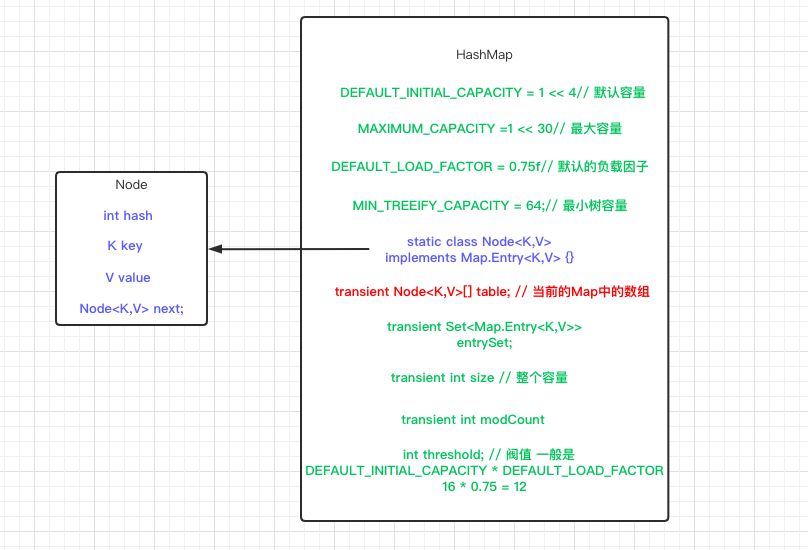 HashMap
DEFAULT_INITIAL_CAPACITY = 1 << 4// 默认容量
MAXIMUM_CAPACITY =1 << 30// 最大容量
DEFAULT_LOAD_FACTOR = 0.75f// 默认的负载因子
MIN_TREEIFY_CAPACITY = 64;// 最小树容量
static class Node<K,V>
implements Map.Entry<K,V> {}
transient Node<K,V>[] table; // 当前的Map中的数组
transient Set<Map.Entry<K,V>>
entrySet;
transient int size // 整个容量
transient int modCount
int threshold; // 阀值 一般是
DEFAULT_INITIAL_CAPACITY * DEFAULT_LOAD_FACTOR
16 * 0.75 = 12
Node
int hash
K key
V value
Node<K,V> next;